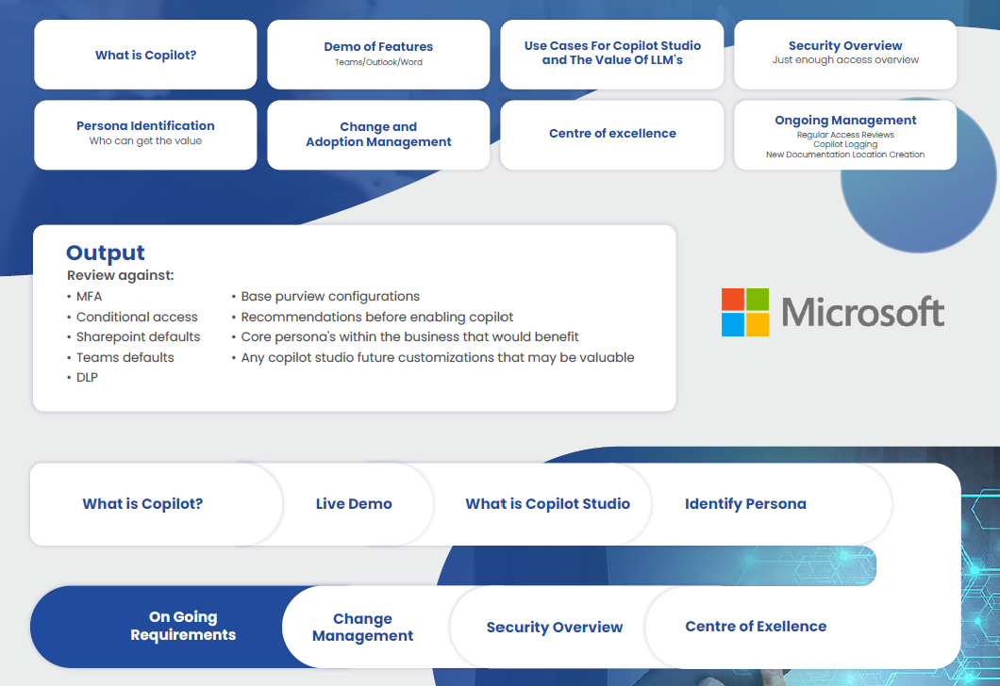 What is Copilot?
Demo of Features
Teams/Outlook/Word
Use Cases For Copilot Studio
and The Value Of LLM's
Security Overview
Just enough access overview
Persona Identification
Who can get the value
Change and
Adoption Management
Centre of excellence
Ongoing Management
Regular Access Reviews
Copilot Logging
New Documentation Location Creation
Output
Review against:
• MFA
• Conditional access
• Sharepoint defaults
• Teams defaults
• DLP
• Base purview configurations
• Recommendations before enabling copilot
• Core persona's within the business that would benefit
• Any copilot studio future customizations that may be valuable
Microsoft
What is Copilot?
Live Demo
What is Copilot Studio
Identify Persona
On Going
Requirements
Change
Management
Security Overview
Centre of Exellence